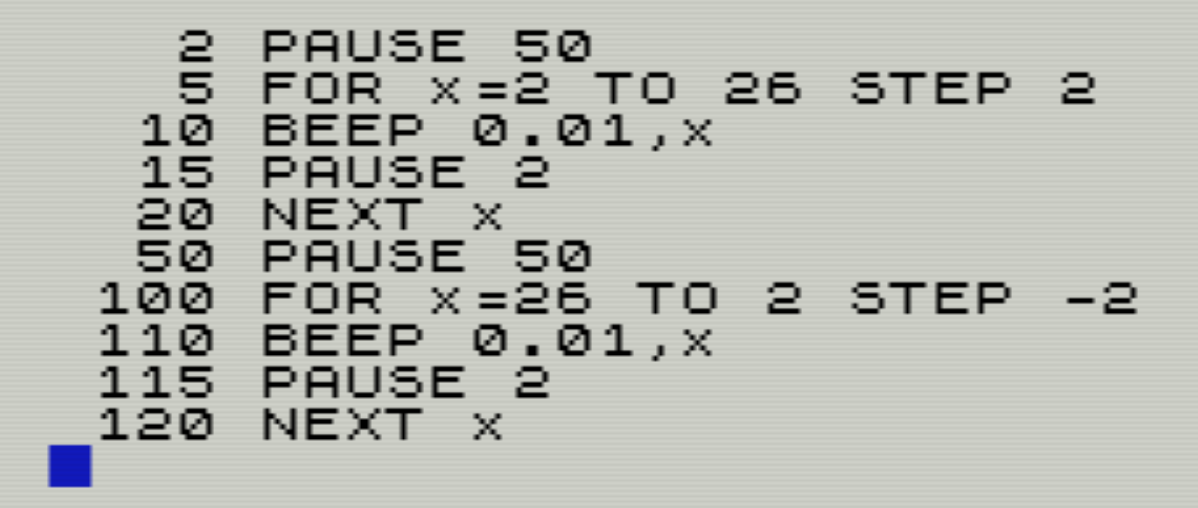 2 PAUSE 50
5 FOR x=2 TO 26 STEP 2
10 BEEP 0.01,x
15 PAUSE 2
20 NEXT x
50 PAUSE 50
100 FOR x=26 TO 2 STEP -2
110 BEEP 0.01,x
115 PAUSE 2
120 NEXT x